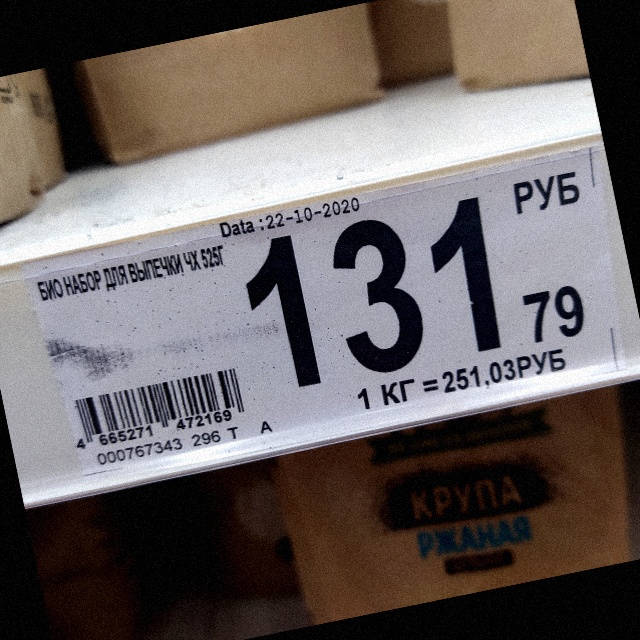 Data :22-10-2020
БИО НАБОР ДЛЯ ВЫПЕЧКИ ЧХ 525Г
131 79 РУБ
1 КГ =251,03РУБ
4 665271 472169
000767343 296 T A
КРУПА
РЖАНАЯ